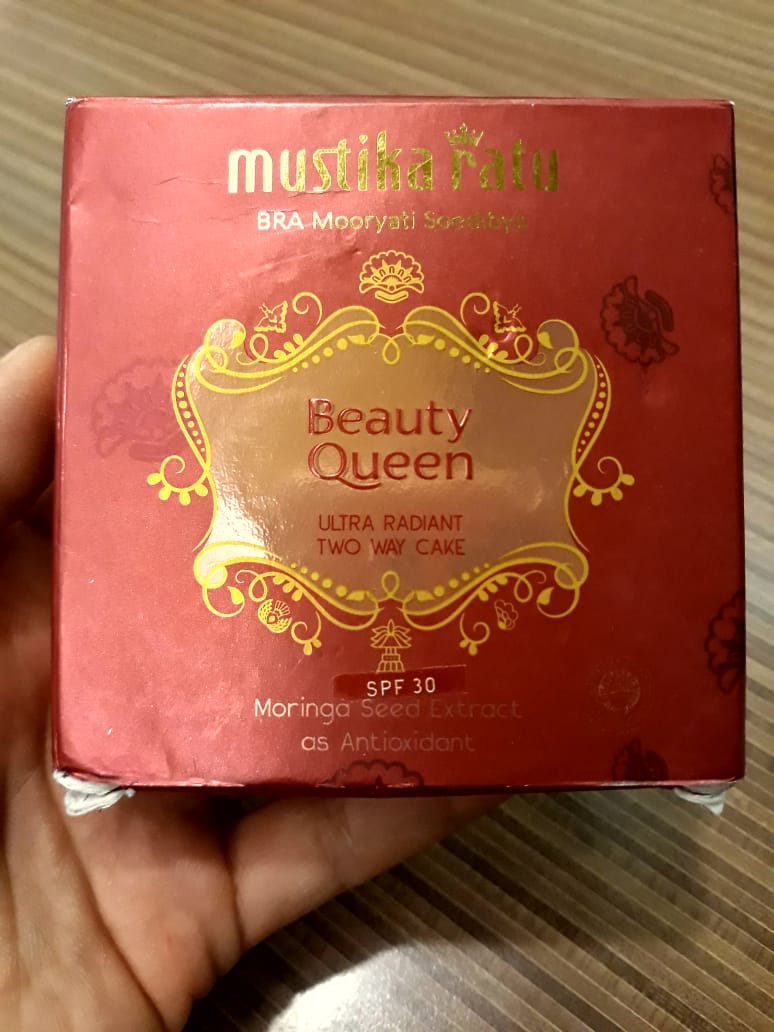 mustika ratu
BRA Mooryati Soedibyo
Beauty
Queen
ULTRA RADIANT
TWO WAY CAKE
SPF 30
Moringa Seed Extract
as Antioxidant